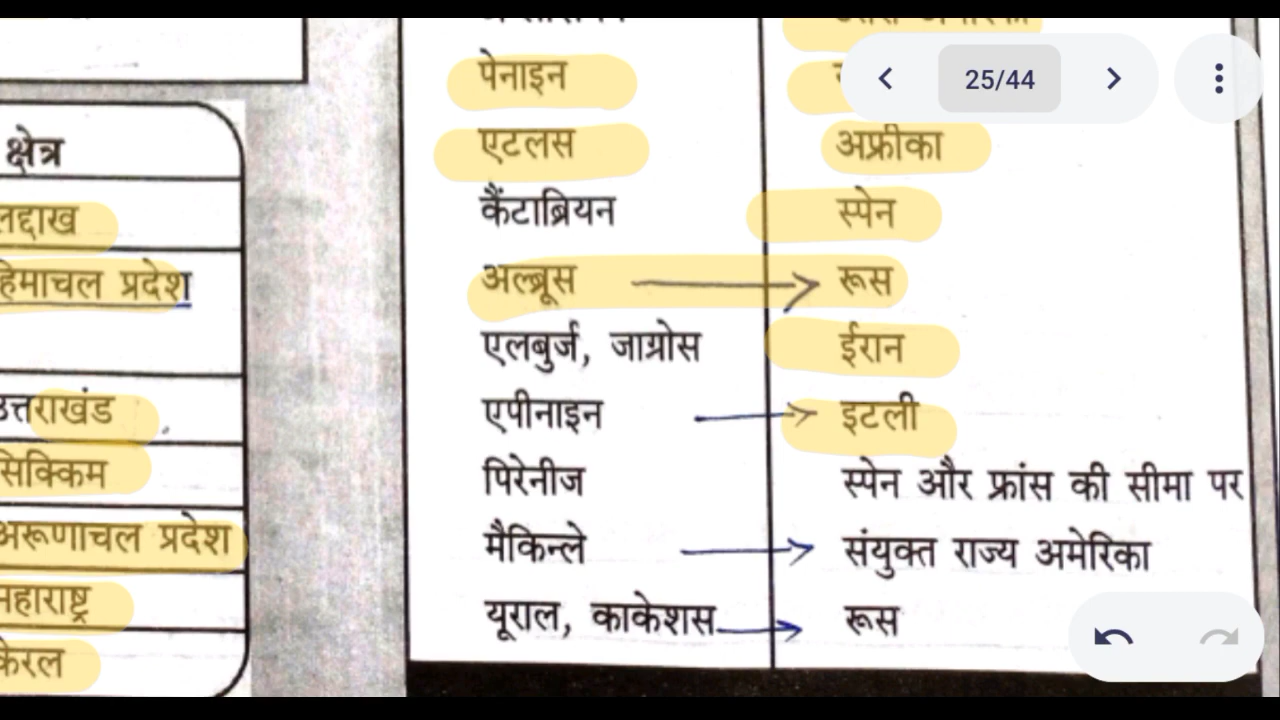 25/44
क्षेत्र
लद्दाख
हिमाचल प्रदेश
उत्तराखंड
सिक्किम
अरूणाचल प्रदेश
महाराष्ट्र
केरल
पेनाइन
एटलस अफ्रीका
कैंटाब्रियन स्पेन
अल्ब्रूस रूस
एलबुर्ज, जाग्रोस ईरान
एपीनाइन इटली
पिरेनीज स्पेन और फ्रांस की सीमा पर
मैकिन्ले संयुक्त राज्य अमेरिका
यूराल, काकेशस रूस